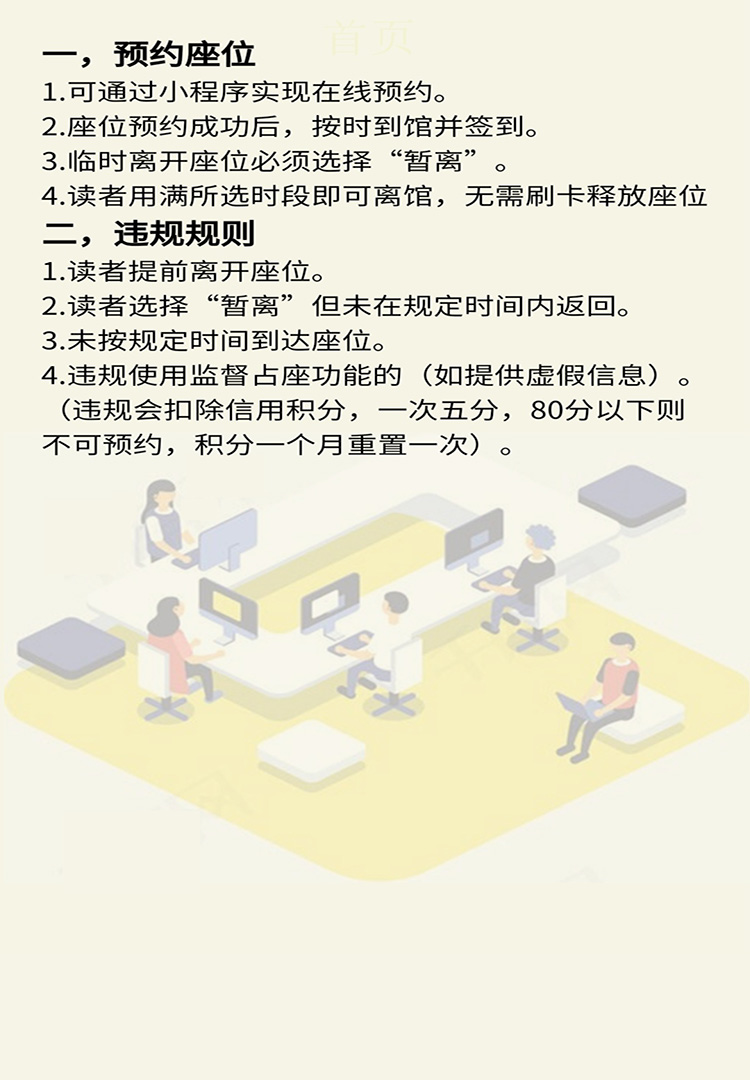 首页
一，预约座位
1.可通过小程序实现在线预约。
2.座位预约成功后，按时到馆并签到。
3.临时离开座位必须选择“暂离”。
4.读者用满所选时段即可离馆，无需刷卡释放座位
二，违规规则
1.读者提前离开座位。
2.读者选择“暂离”但未在规定时间内返回。
3.未按规定时间到达座位。
4.违规使用监督占座功能的（如提供虚假信息）。
（违规会扣除信用积分，一次五分，80分以下则
不可预约，积分一个月重置一次）。